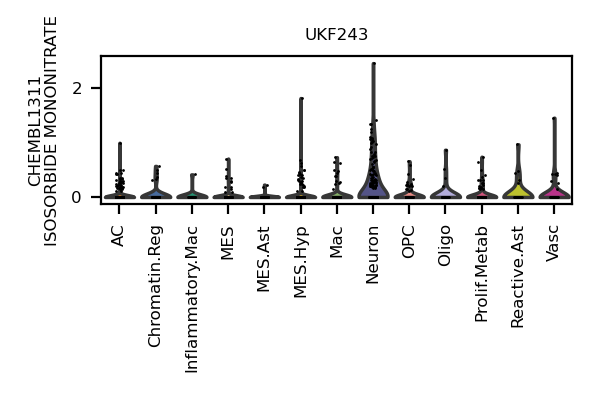 UKF243
CHEMBL1311
ISOSORBIDE MONONITRATE
2
0
AC
Chromatin.Reg
Inflammatory.Mac
MES
MES.Ast
MES.Hyp
Mac
Neuron
OPC
Oligo
Prolif.Metab
Reactive.Ast
Vasc